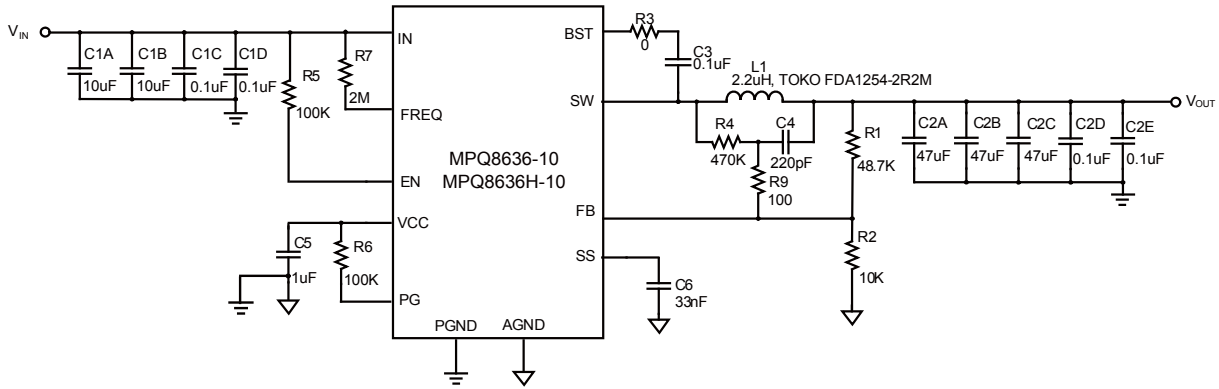 VIN
C1A
C1B
C1C
C1D
10uF
10uF
0.1uF
0.1uF
R5
100K
R7
2M
IN
FREQ
EN
VCC
PG
C5
1uF
R6
100K
MPQ8636-10
MPQ8636H-10
PGND
AGND
BST
SW
FB
SS
R3
0
C3
0.1uF
L1
2.2uH, TOKO FDA1254-2R2M
R4
470K
C4
220pF
R9
100
R1
48.7K
R2
10K
C6
33nF
C2A
C2B
C2C
C2D
C2E
47uF
47uF
47uF
0.1uF
0.1uF
VOUT